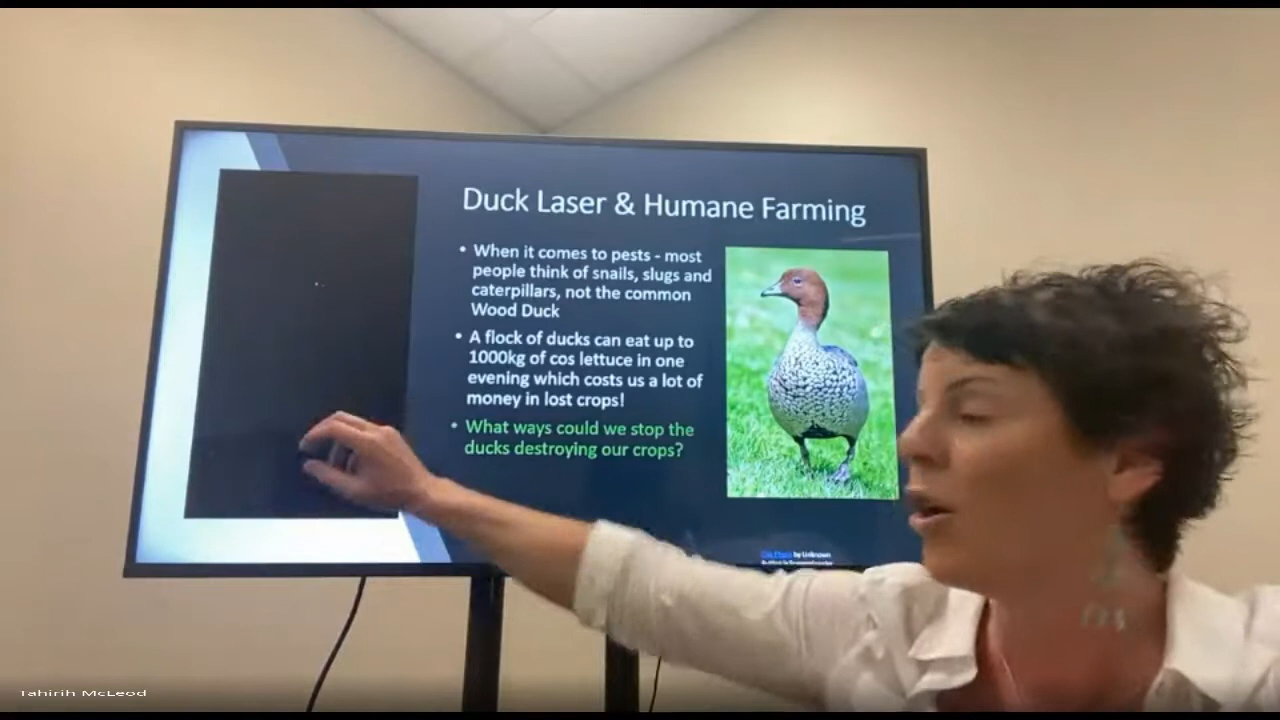 Duck Laser & Humane Farming
• When it comes to pests - most
people think of snails, slugs and
caterpillars, not the common
Wood Duck
• A flock of ducks can eat up to
1000kg of cos lettuce in one
evening which costs us a lot of
money in lost crops!
• What ways could we stop the
ducks destroying our crops?
by Unknown
Tahirih McLeod